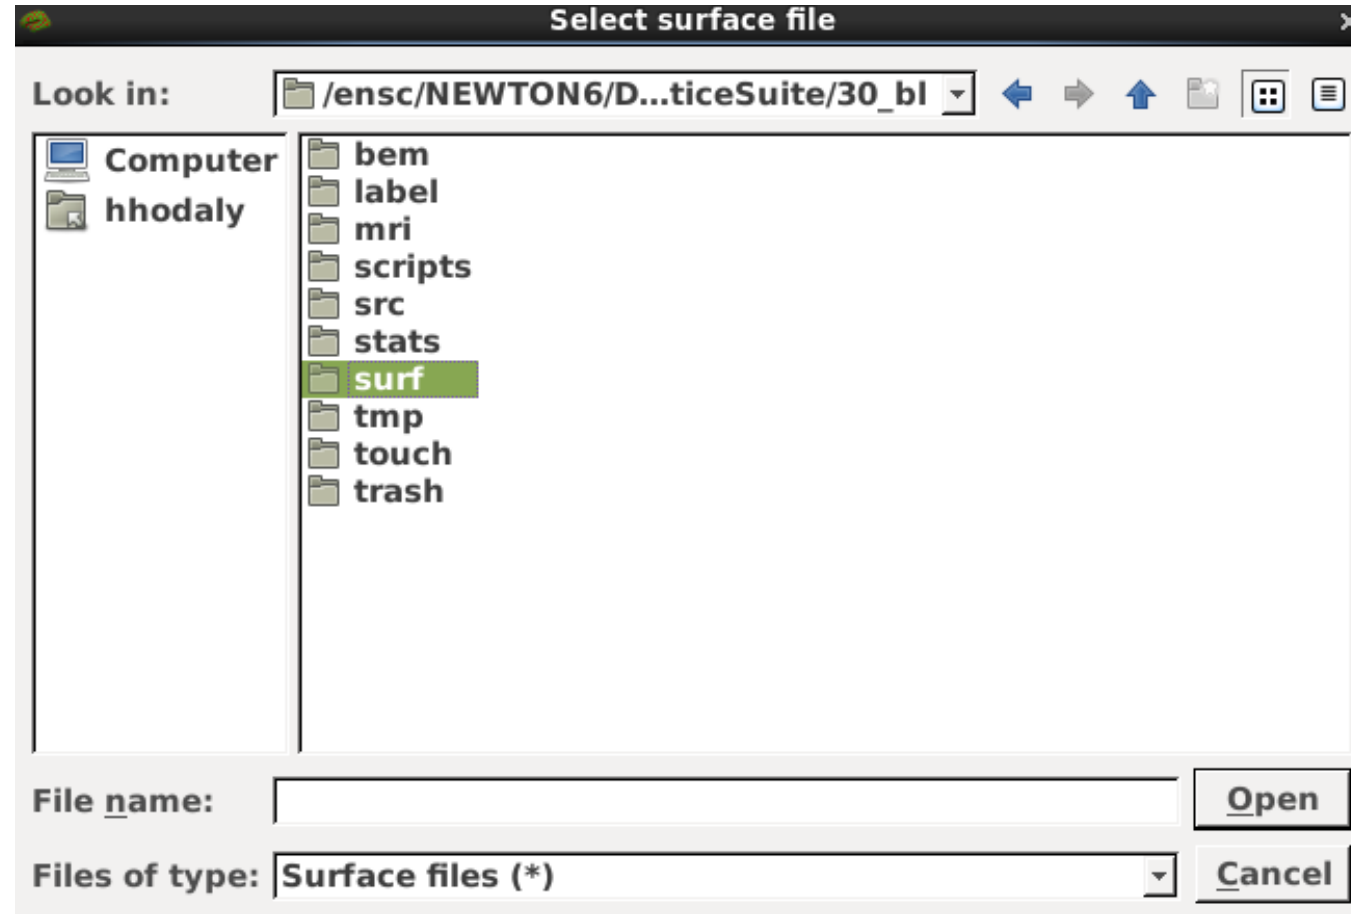 Select surface file
Look in: /ensc/NEWTON6/D...ticeSuite/30_bl
Computer
hhodaly
bem
label
mri
scripts
src
stats
surf
tmp
touch
trash
File name:
Open
Files of type: Surface files (*)
Cancel